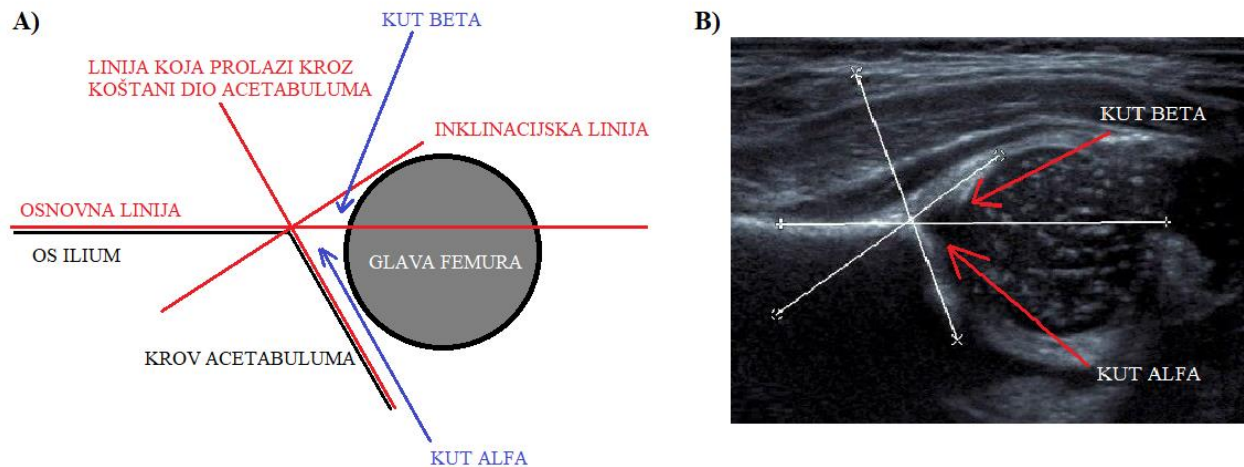 A)
KUT BETA
LINIJA KOJA PROLAZI KROZ
KOŠTANI DIO ACETABULUMA
INKLINACIJSKA LINIJA
OSNOVNA LINIJA
OS ILIUM
GLAVA FEMURA
KROV ACETABULUMA
KUT ALFA
B)
KUT BETA
KUT ALFA